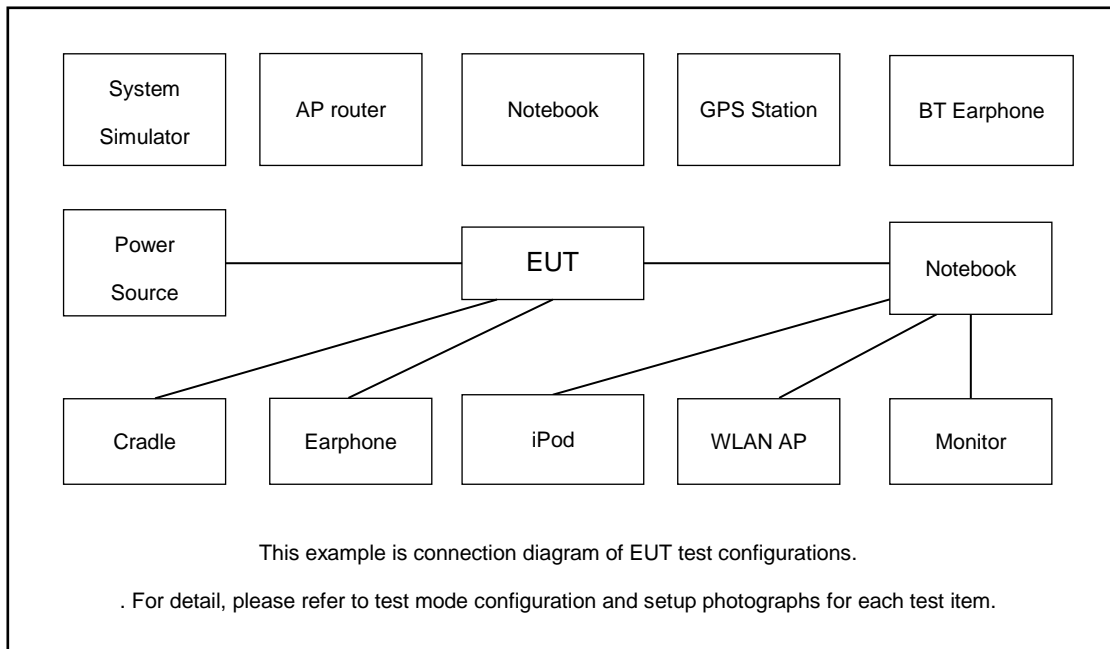 System
Simulator
AP router
Notebook
GPS Station
BT Earphone
Power
Source
EUT
Notebook
Cradle
Earphone
iPod
WLAN AP
Monitor
This example is connection diagram of EUT test configurations.
. For detail, please refer to test mode configuration and setup photographs for each test item.